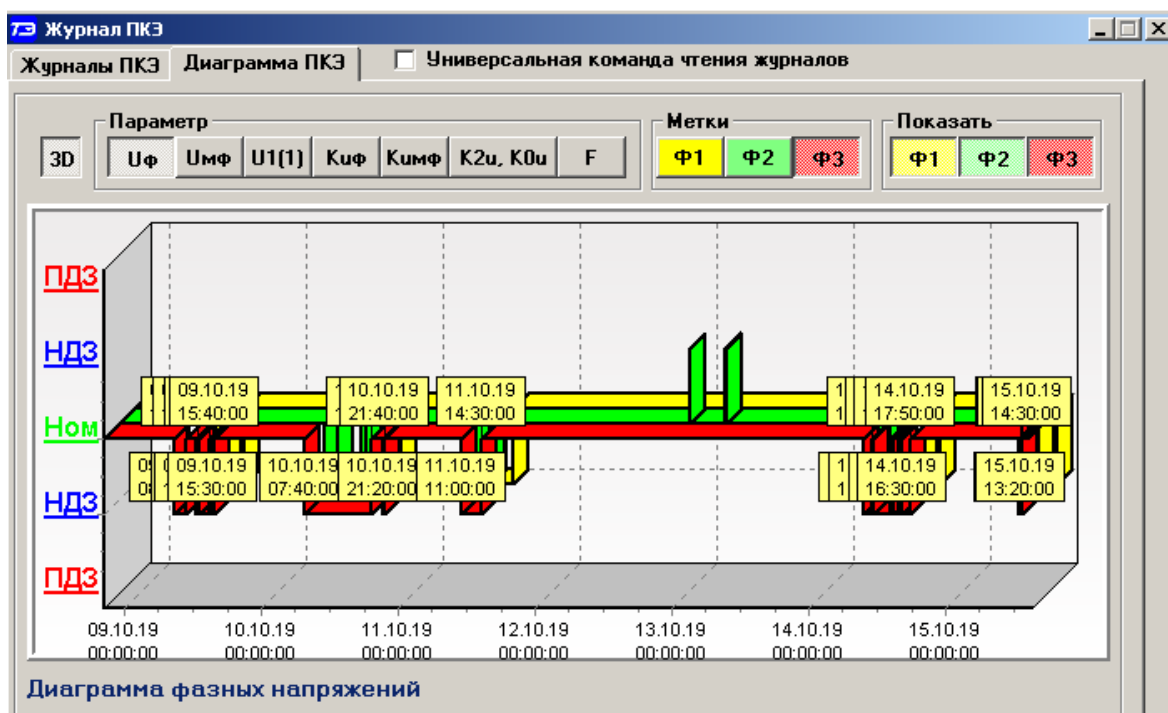 ТЭ Журнал ПКЭ
Журналы ПКЭ Диаграмма ПКЭ Универсальная команда чтения журналов
Параметр Метки Показать
3D Uф Uмф U1(1) Kuф Kuмф K2u, K0u F Ф1 Ф2 Ф3 Ф1 Ф2 Ф3
ПДЗ
НДЗ
09.10.19 10.10.19 11.10.19 14.10.19 15.10.19
15:40:00 21:40:00 14:30:00 17:50:00 14:30:00
Ном
09.10.19 10.10.19 10.10.19 11.10.19 14.10.19 15.10.19
15:30:00 07:40:00 21:20:00 11:00:00 16:30:00 13:20:00
НДЗ
ПДЗ
09.10.19 10.10.19 11.10.19 12.10.19 13.10.19 14.10.19 15.10.19
00:00:00 00:00:00 00:00:00 00:00:00 00:00:00 00:00:00 00:00:00
Диаграмма фазных напряжений